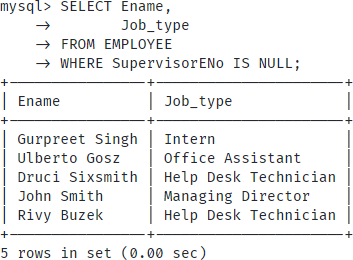 mysql> SELECT Ename,
    -> Job_type
    -> FROM EMPLOYEE
    -> WHERE SupervisorENo IS NULL;
+----------------+----------------------+
| Ename          | Job_type             |
+----------------+----------------------+
| Gurpreet Singh | Intern               |
| Ulberto Gosz   | Office Assistant     |
| Druci Sixsmith | Help Desk Technician |
| John Smith     | Managing Director    |
| Rivy Buzek     | Help Desk Technician |
+----------------+----------------------+
5 rows in set (0.00 sec)